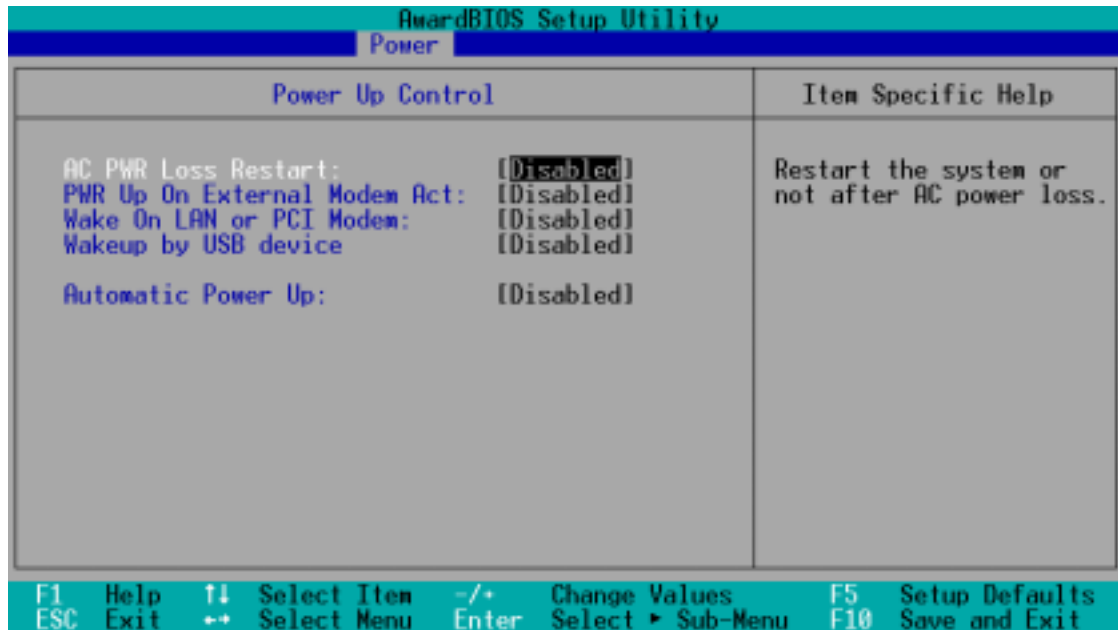 AwardBIOS Setup Utility
Power
Power Up Control
Item Specific Help
AC PWR Loss Restart: [Disabled]
PWR Up On External Modem Act: [Disabled]
Wake On LAN or PCI Modem: [Disabled]
Wakeup by USB device [Disabled]
Automatic Power Up: [Disabled]
Restart the system or
not after AC power loss.
F1 Help ↑↓ Select Item -/+ Change Values F5 Setup Defaults
ESC Exit ←→ Select Menu Enter Select ► Sub-Menu F10 Save and Exit